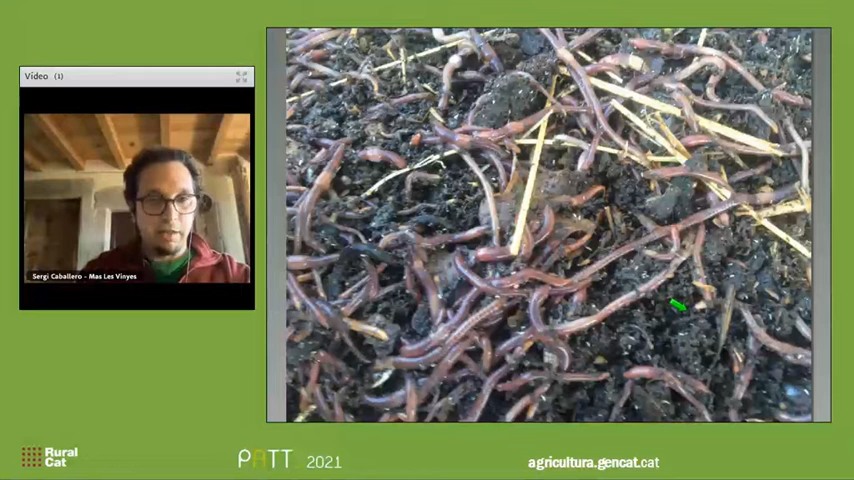 Vídeo (1)
Sergi Caballero - Mas Les Vinyes
Rural
Cat
PATT 2021
agricultura.gencat.cat